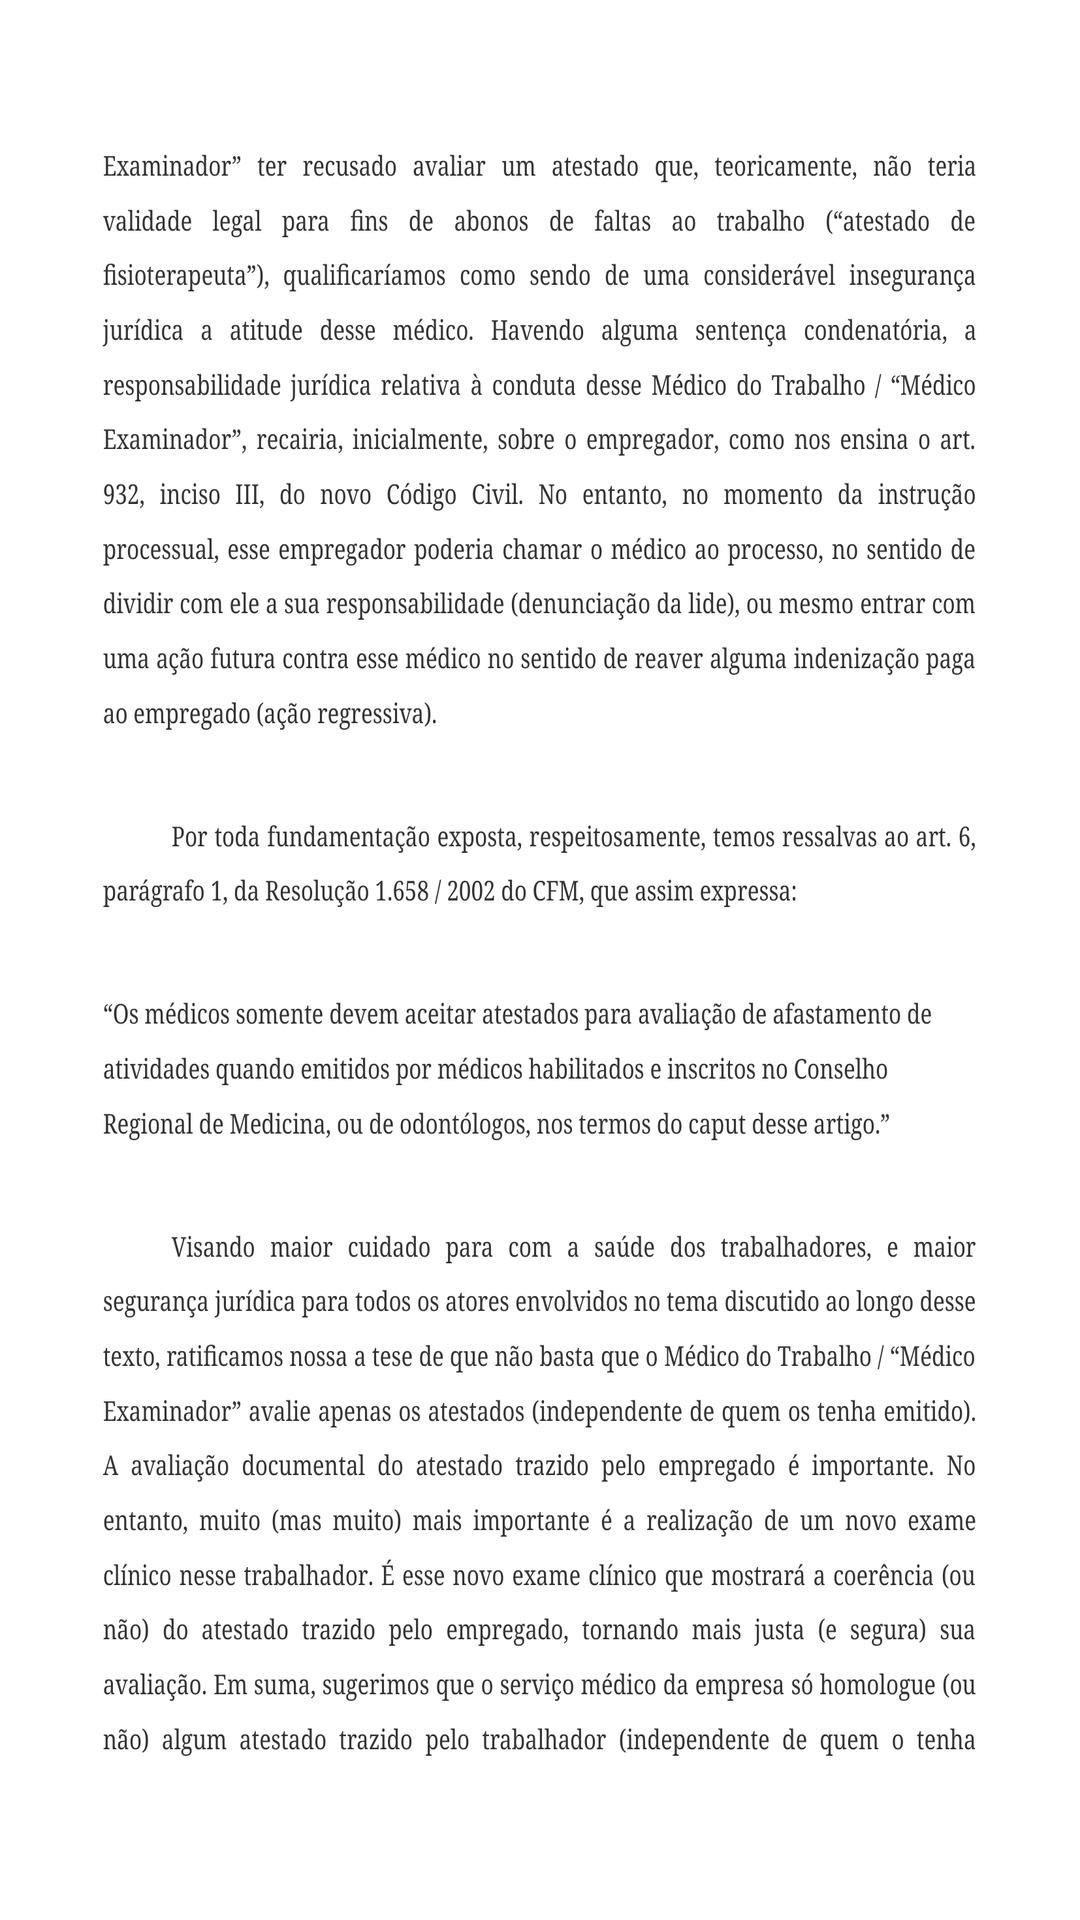 Examinador” ter recusado avaliar um atestado que, teoricamente, não teria
validade legal para fins de abonos de faltas ao trabalho (“atestado de
fisioterapeuta”), qualificaríamos como sendo de uma considerável insegurança
jurídica a atitude desse médico. Havendo alguma sentença condenatória, a
responsabilidade jurídica relativa à conduta desse Médico do Trabalho / “Médico
Examinador”, recairia, inicialmente, sobre o empregador, como nos ensina o art.
932, inciso III, do novo Código Civil. No entanto, no momento da instrução
processual, esse empregador poderia chamar o médico ao processo, no sentido de
dividir com ele a sua responsabilidade (denunciação da lide), ou mesmo entrar com
uma ação futura contra esse médico no sentido de reaver alguma indenização paga
ao empregado (ação regressiva).
Por toda fundamentação exposta, respeitosamente, temos ressalvas ao art. 6,
parágrafo 1, da Resolução 1.658 / 2002 do CFM, que assim expressa:
“Os médicos somente devem aceitar atestados para avaliação de afastamento de
atividades quando emitidos por médicos habilitados e inscritos no Conselho
Regional de Medicina, ou de odontólogos, nos termos do caput desse artigo.”
Visando maior cuidado para com a saúde dos trabalhadores, e maior
segurança jurídica para todos os atores envolvidos no tema discutido ao longo desse
texto, ratificamos nossa a tese de que não basta que o Médico do Trabalho / “Médico
Examinador” avalie apenas os atestados (independente de quem os tenha emitido).
A avaliação documental do atestado trazido pelo empregado é importante. No
entanto, muito (mas muito) mais importante é a realização de um novo exame
clínico nesse trabalhador. É esse novo exame clínico que mostrará a coerência (ou
não) do atestado trazido pelo empregado, tornando mais justa (e segura) sua
avaliação. Em suma, sugerimos que o serviço médico da empresa só homologue (ou
não) algum atestado trazido pelo trabalhador (independente de quem o tenha